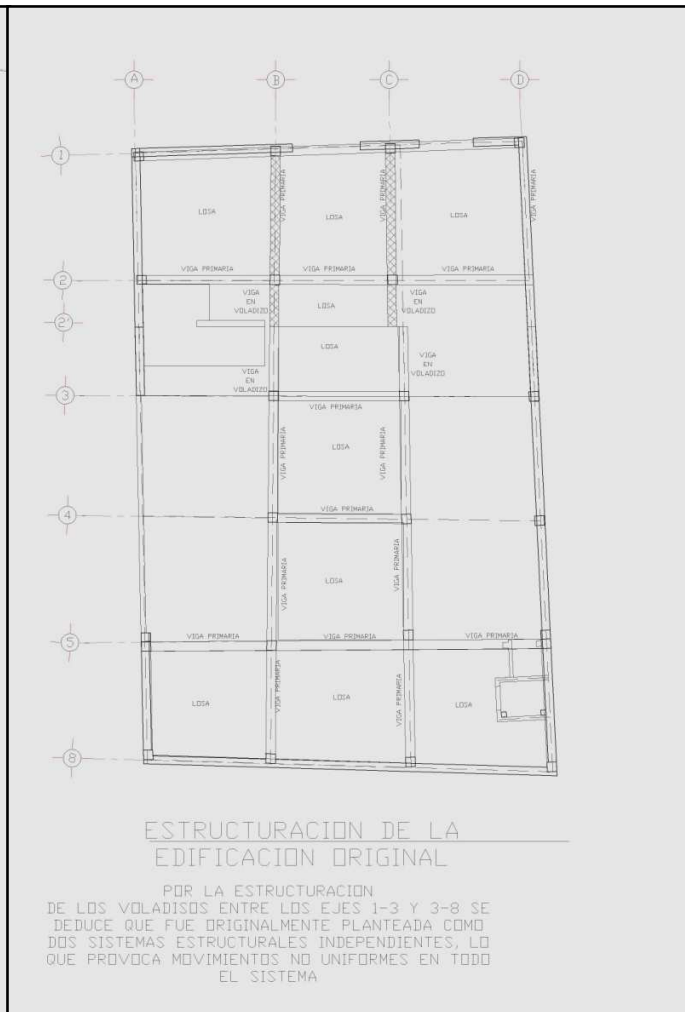 A B C D
1
LOSA
VIGA PRIMARIA
LOSA
VIGA PRIMARIA
LOSA
VIGA PRIMARIA
2
VIGA PRIMARIA
VIGA PRIMARIA
VIGA PRIMARIA
VIGA
EN
VOLADIZO
LOSA
VIGA
EN
VOLADIZO
2'
LOSA
VIGA
EN
VOLADIZO
VIGA
EN
VOLADIZO
3
VIGA PRIMARIA
VIGA PRIMARIA
LOSA
VIGA PRIMARIA
4
VIGA PRIMARIA
VIGA PRIMARIA
LOSA
VIGA PRIMARIA
5
VIGA PRIMARIA
VIGA PRIMARIA
VIGA PRIMARIA
LOSA
VIGA PRIMARIA
LOSA
VIGA PRIMARIA
LOSA
8
ESTRUCTURACION DE LA
EDIFICACION ORIGINAL
POR LA ESTRUCTURACION
DE LOS VOLADISOS ENTRE LOS EJES 1-3 Y 3-8 SE
DEDUCE QUE FUE ORIGINALMENTE PLANTEADA COMO
DOS SISTEMAS ESTRUCTURALES INDEPENDIENTES, LO
QUE PROVOCA MOVIMIENTOS NO UNIFORMES EN TODO
EL SISTEMA